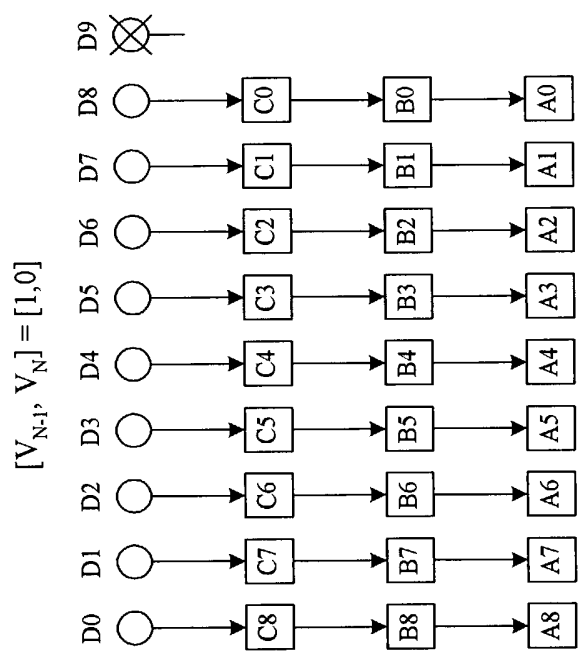 [V_{N-1}, V_N] = [1,0]
D0 D1 D2 D3 D4 D5 D6 D7 D8 D9
C8 C7 C6 C5 C4 C3 C2 C1 C0
B8 B7 B6 B5 B4 B3 B2 B1 B0
A8 A7 A6 A5 A4 A3 A2 A1 A0